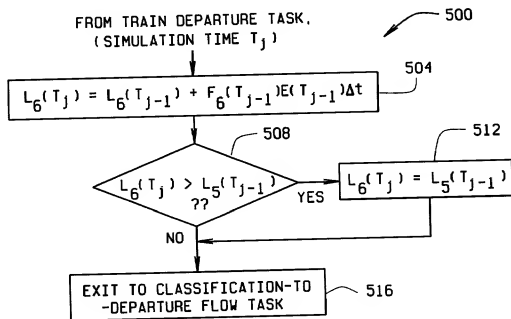 FROM TRAIN DEPARTURE TASK,
(SIMULATION TIME Tj)
500
L6(Tj) = L6(Tj-1) + F6(Tj-1)E(Tj-1)Δt
504
508
512
L6(Tj) > L5(Tj-1)
??
YES
L6(Tj) = L5(Tj-1)
NO
EXIT TO CLASSIFICATION-TO
-DEPARTURE FLOW TASK
516